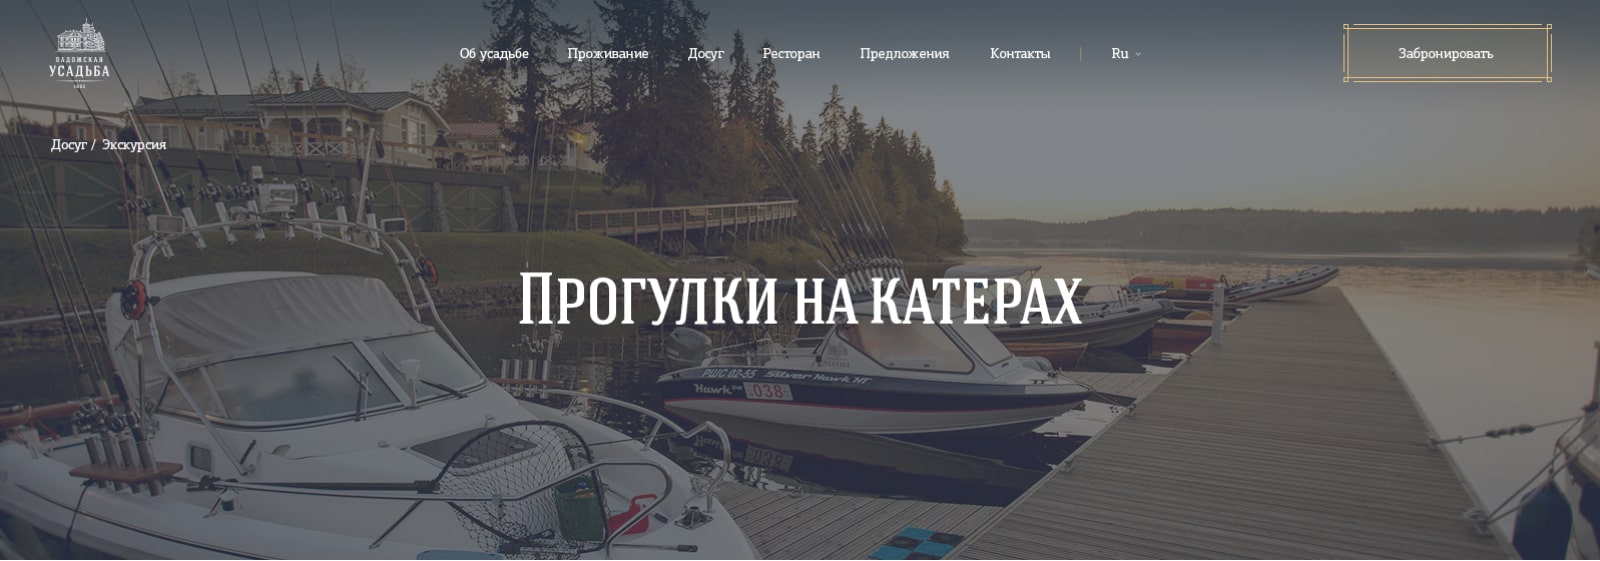 ЛАДОЖСКАЯ
УСАДЬБА
Об усадьбе Проживание Досуг Ресторан Предложения Контакты Ru
Забронировать
Досуг / Экскурсия
Прогулки на катерах
РШС 02-55 Silver Hawk HT
Hawk 038